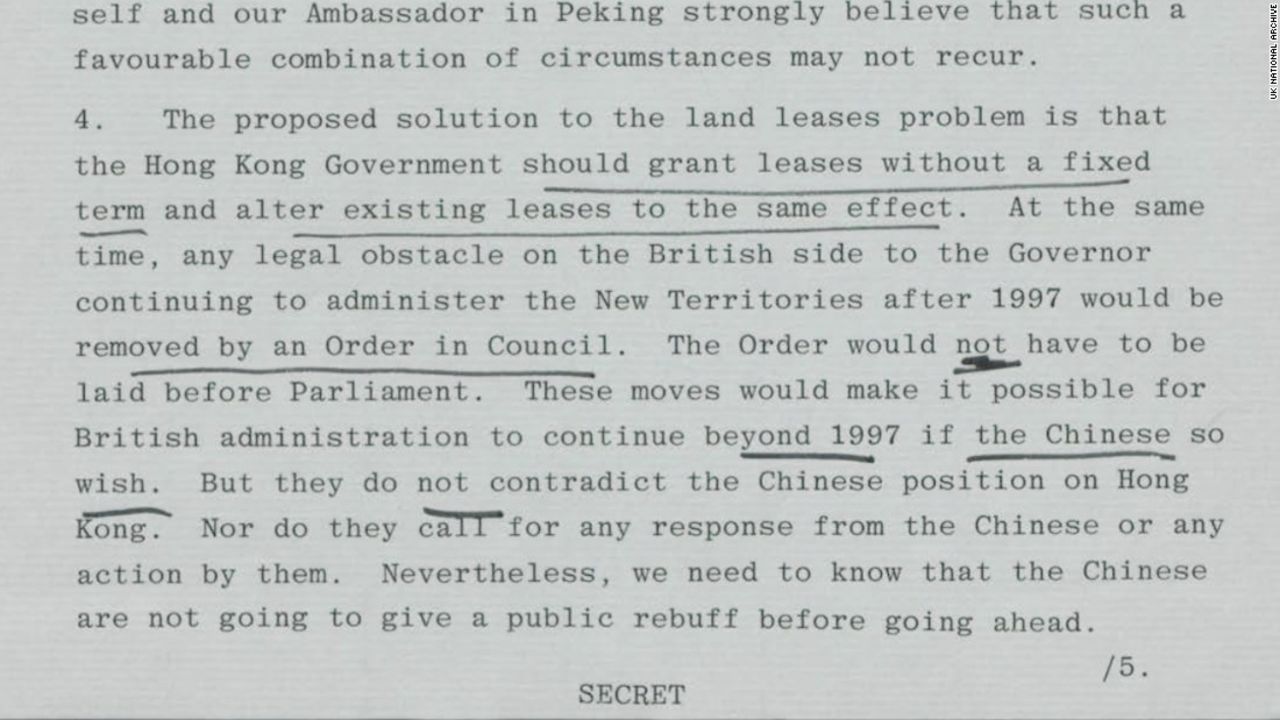 self and our Ambassador in Peking strongly believe that such a
favourable combination of circumstances may not recur.
4. The proposed solution to the land leases problem is that
the Hong Kong Government should grant leases without a fixed
term and alter existing leases to the same effect. At the same
time, any legal obstacle on the British side to the Governor
continuing to administer the New Territories after 1997 would be
removed by an Order in Council. The Order would not have to be
laid before Parliament. These moves would make it possible for
British administration to continue beyond 1997 if the Chinese so
wish. But they do not contradict the Chinese position on Hong
Kong. Nor do they call for any response from the Chinese or any
action by them. Nevertheless, we need to know that the Chinese
are not going to give a public rebuff before going ahead.
/5.
SECRET
UK NATIONAL ARCHIVE